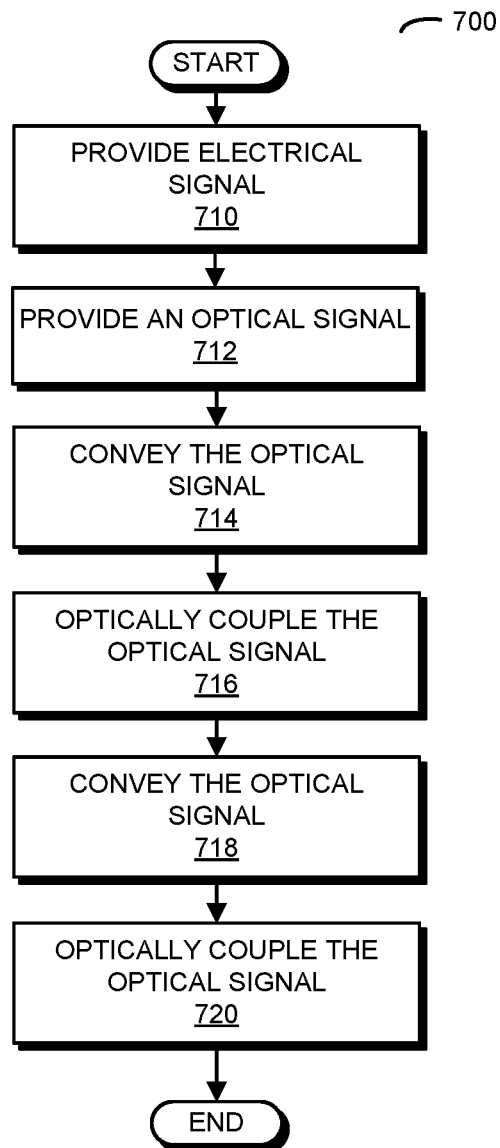 700
START
PROVIDE ELECTRICAL
SIGNAL
710
PROVIDE AN OPTICAL SIGNAL
712
CONVEY THE OPTICAL
SIGNAL
714
OPTICALLY COUPLE THE
OPTICAL SIGNAL
716
CONVEY THE OPTICAL
SIGNAL
718
OPTICALLY COUPLE THE
OPTICAL SIGNAL
720
END